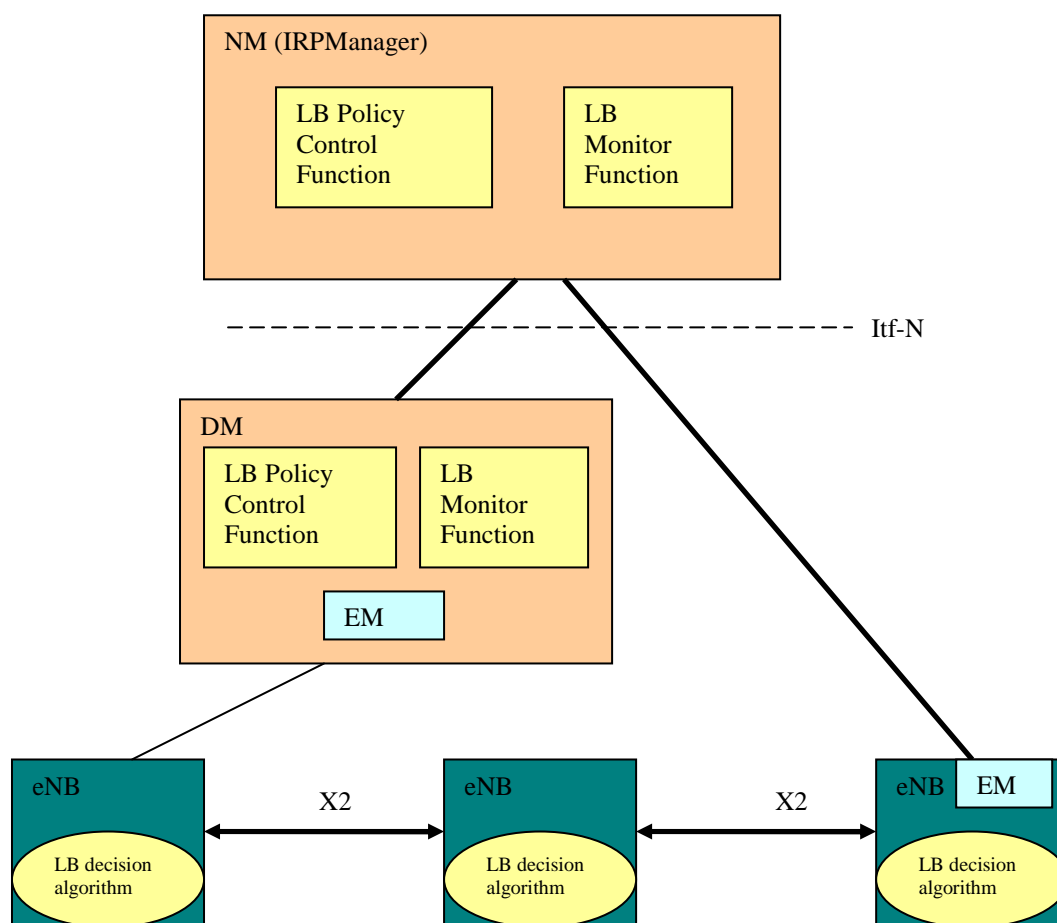 NM (IRPManager)
LB Policy
Control
Function
LB
Monitor
Function
Itf-N
DM
LB Policy
Control
Function
LB
Monitor
Function
EM
eNB
X2
eNB
X2
eNB
EM
LB decision
algorithm
LB decision
algorithm
LB decision
algorithm